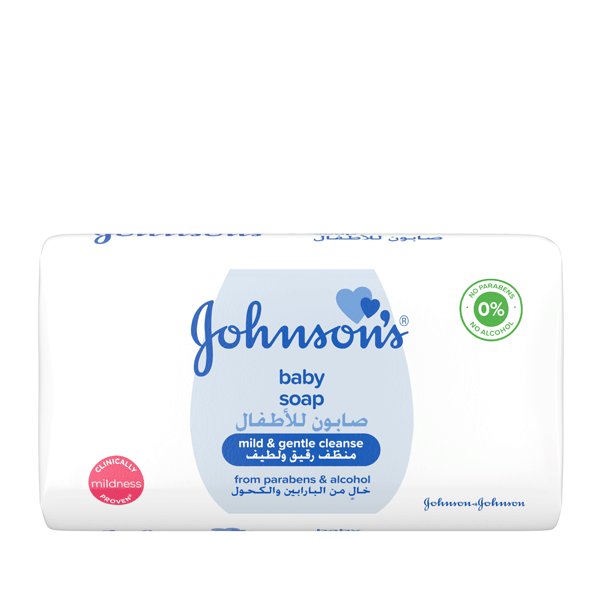 صابون للأطفال
Johnson's®
baby
soap
صابون للأطفال
mild & gentle cleanse
منظف رقيق ولطيف
from parabens & alcohol
خالٍ من البارابين والكحول
NO PARABENS
0%
NO ALCOHOL
CLINICALLY
mildness
PROVEN
Johnson & Johnson
baby